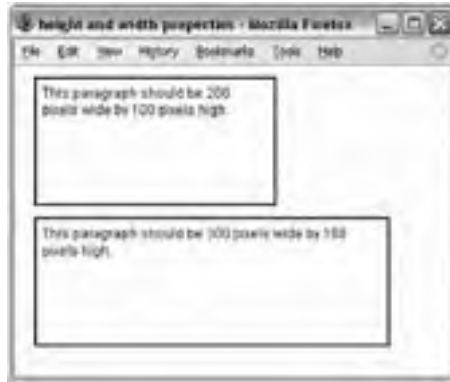 height and width properties - Mozilla Firefox
File Edit View History Bookmarks Tools Help
This paragraph should be 200
pixels wide by 100 pixels high.
This paragraph should be 300 pixels wide by 100
pixels high.